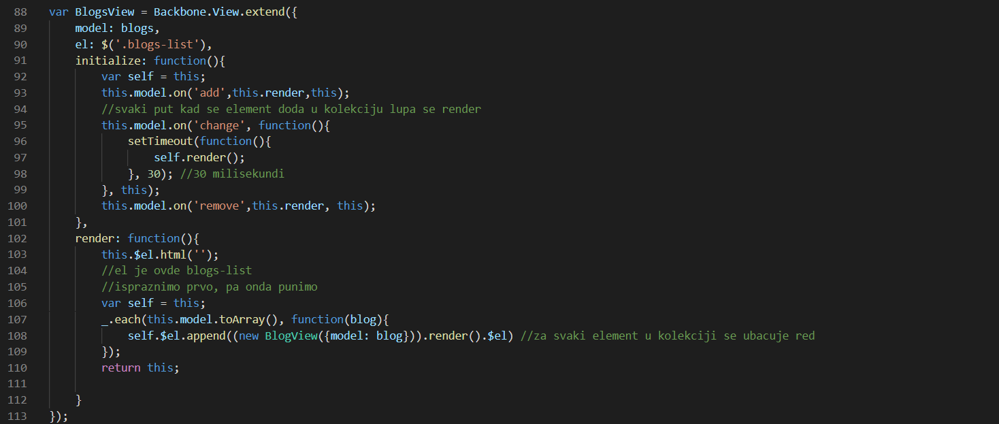 88 var BlogsView = Backbone.View.extend({
89     model: blogs,
90     el: $('.blogs-list'),
91     initialize: function(){
92         var self = this;
93         this.model.on('add',this.render,this);
94         //svaki put kad se element doda u kolekciju lupa se render
95         this.model.on('change', function(){
96             setTimeout(function(){
97                 self.render();
98             }, 30); //30 milisekundi
99         }, this);
100         this.model.on('remove',this.render, this);
101     },
102     render: function(){
103         this.$el.html('');
104         //el je ovde blogs-list
105         //ispraznimo prvo, pa onda punimo
106         var self = this;
107         _.each(this.model.toArray(), function(blog){
108             self.$el.append((new BlogView({model: blog})).render().$el) //za svaki element u kolekciji se ubacuje red
109         });
110         return this;
111
112     }
113 });